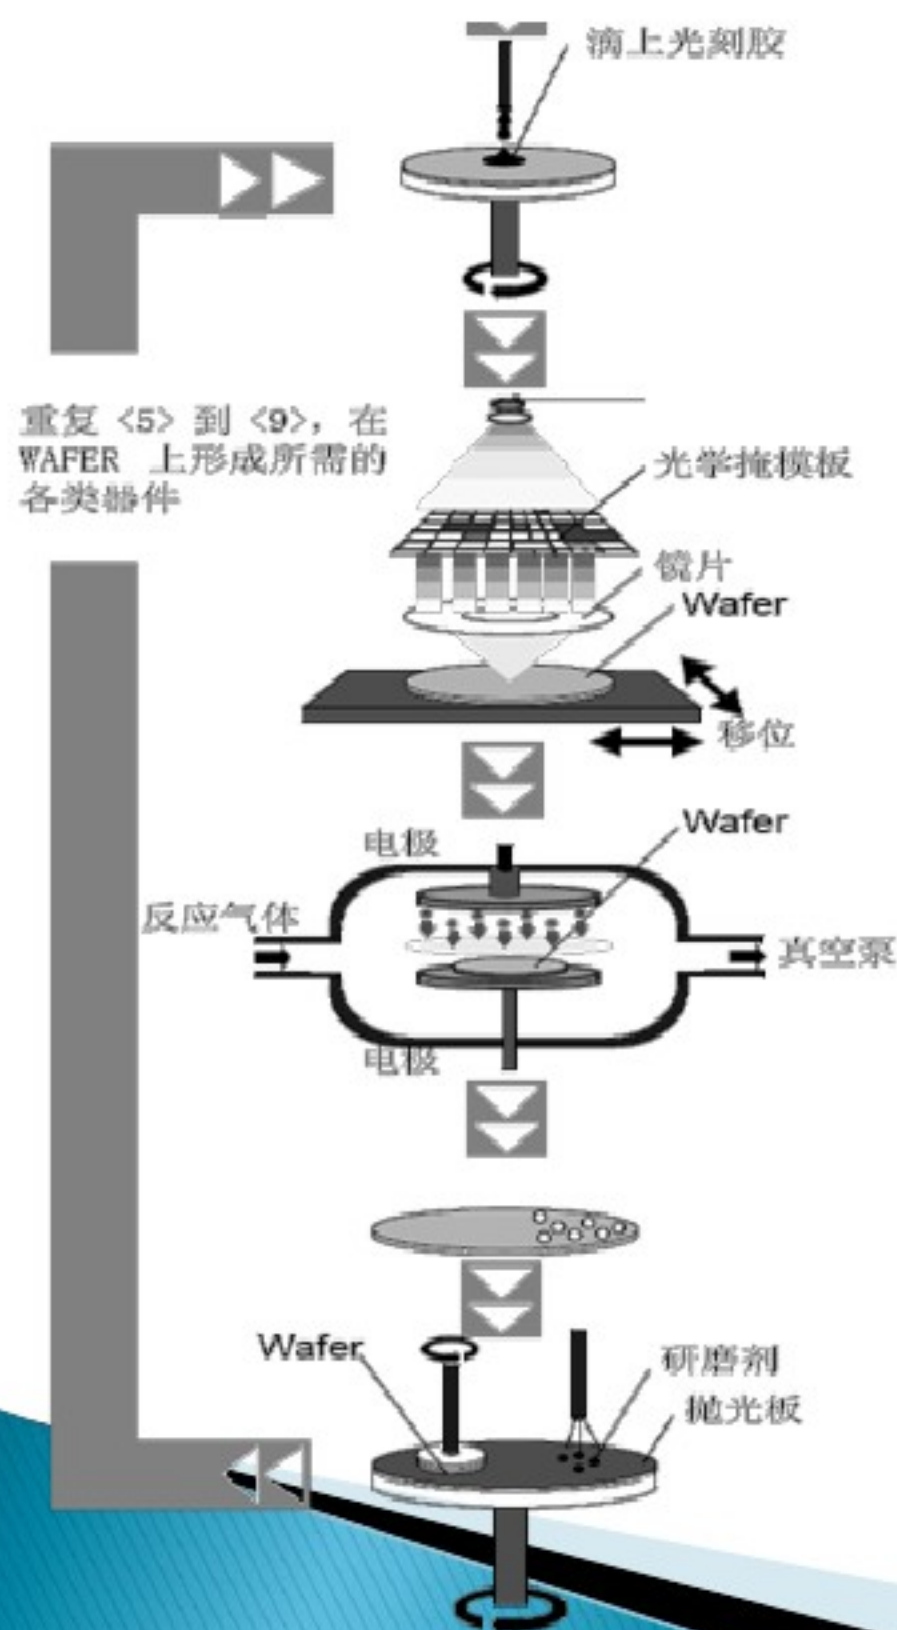 滴上光刻胶
重复 <5> 到 <9>，在
WAFER 上形成所需的
各类器件
光学掩模板
镜片
Wafer
移位
Wafer
电极
反应气体
真空泵
电极
Wafer
研磨剂
抛光板